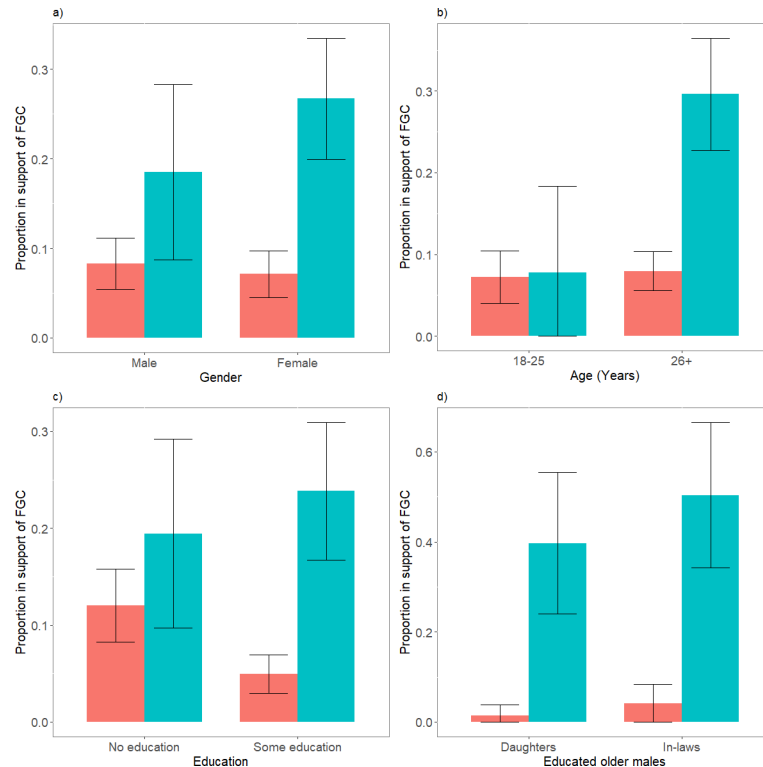 a)
Proportion in support of FGC
0.3
0.2
0.1
0.0
Male
Female
Gender
b)
Proportion in support of FGC
0.3
0.2
0.1
0.0
18-25
26+
Age (Years)
c)
Proportion in support of FGC
0.3
0.2
0.1
0.0
No education
Some education
Education
d)
Proportion in support of FGC
0.6
0.4
0.2
0.0
Daughters
In-laws
Educated older males